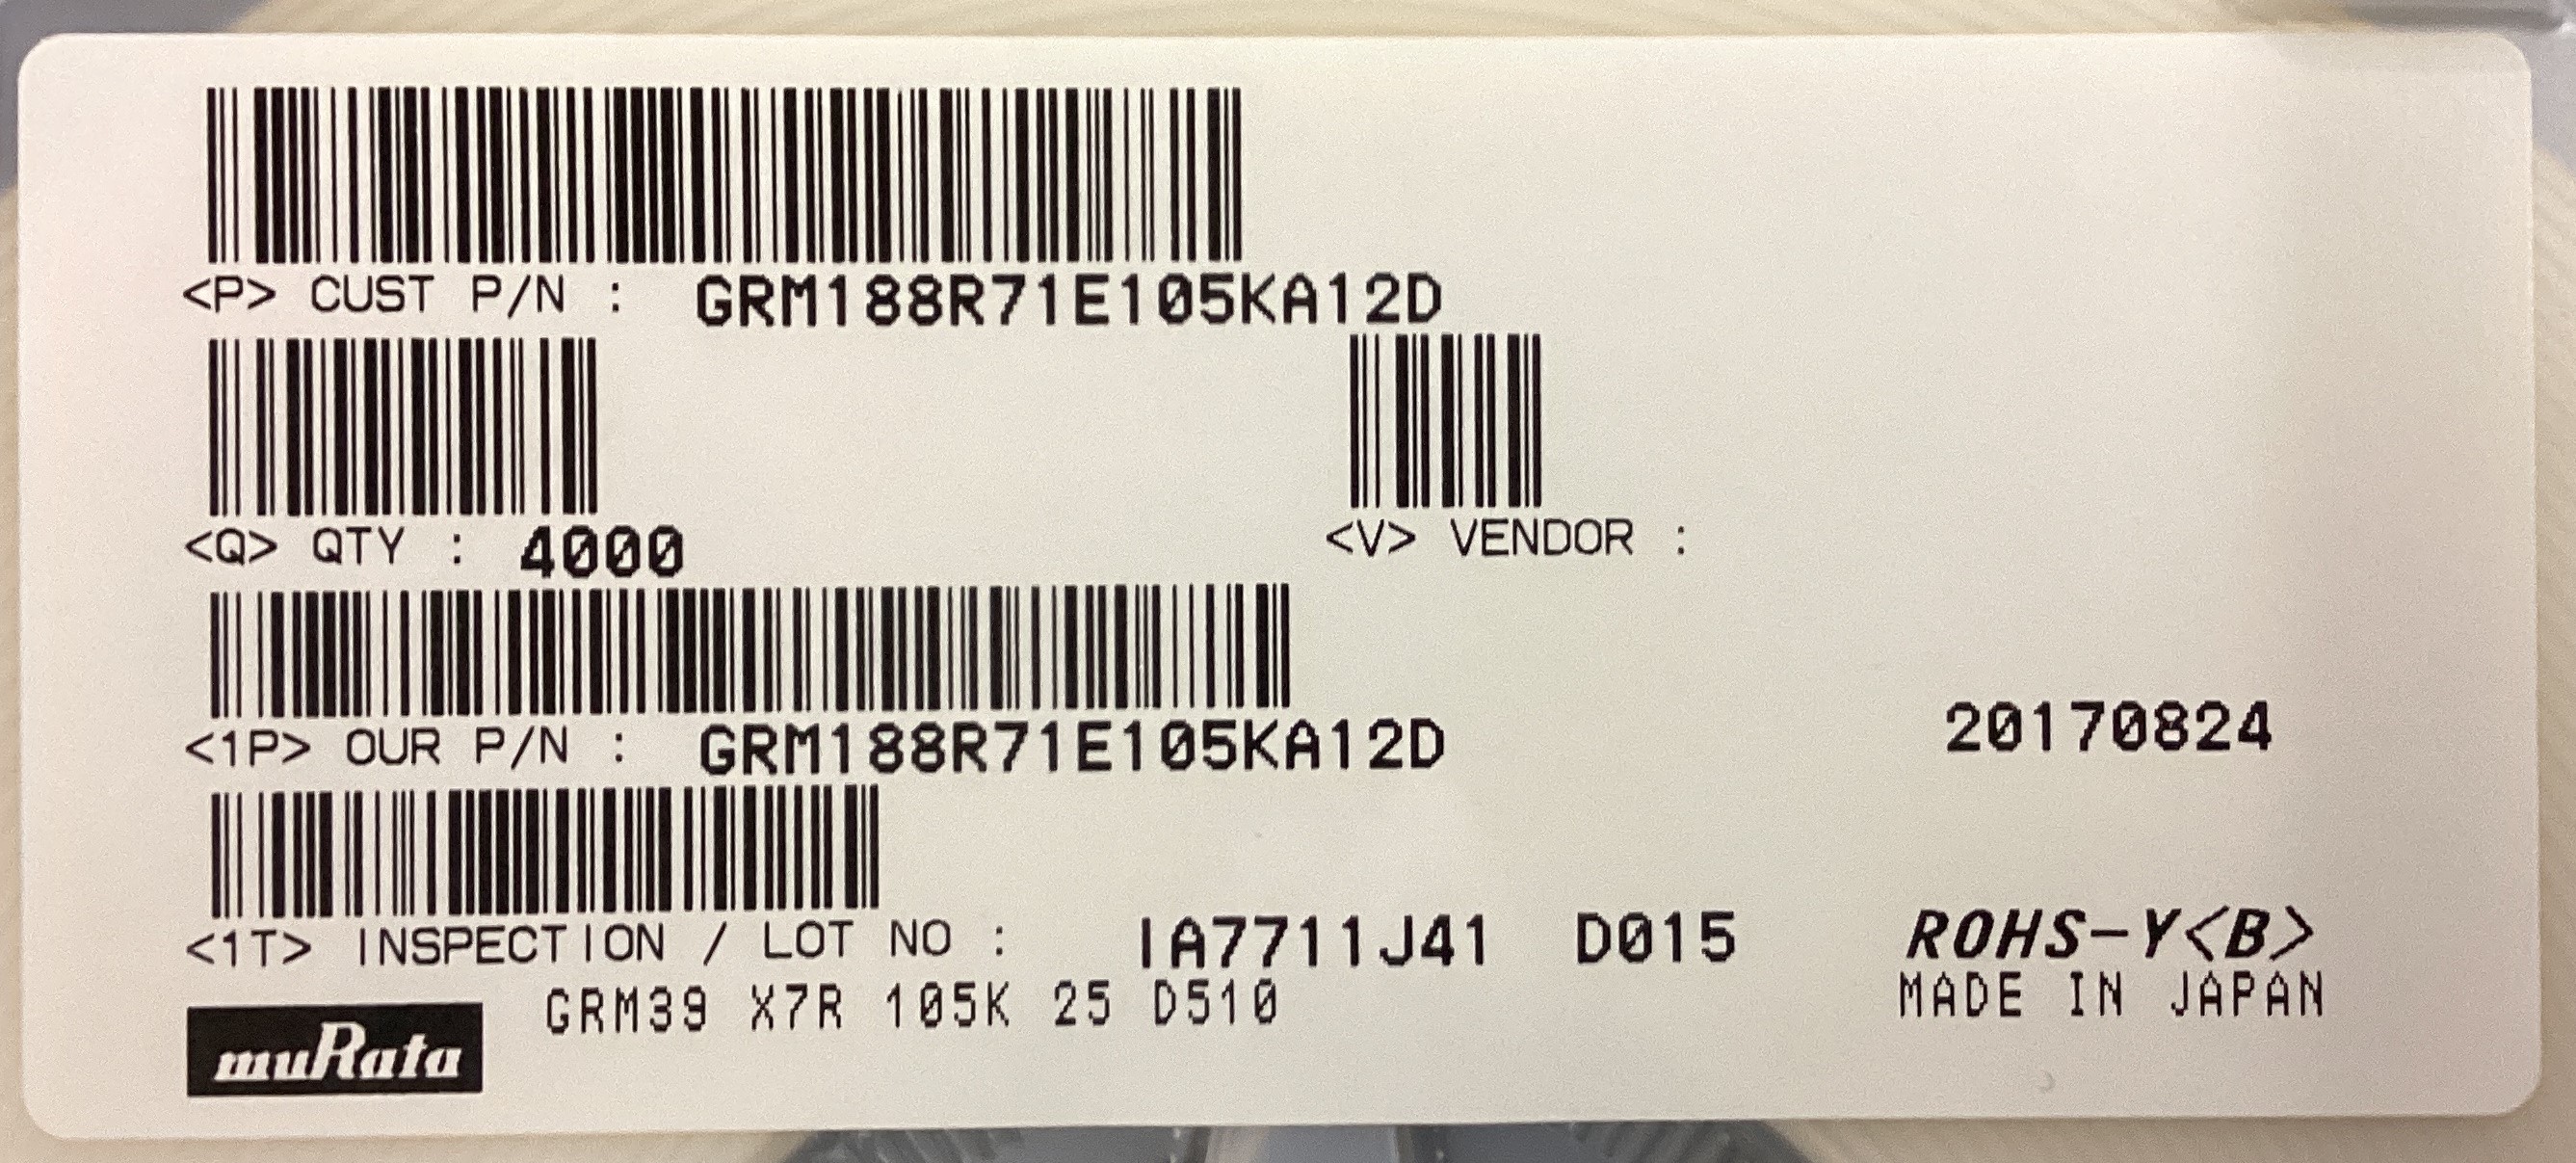 <P> CUST P/N : GRM188R71E105KA12D
<Q> QTY : 4000 <V> VENDOR :
<1P> OUR P/N : GRM188R71E105KA12D 20170824
<1T> INSPECTION / LOT NO : IA7711J41 D015 ROHS-Y<B>
GRM39 X7R 105K 25 D510 MADE IN JAPAN
muRata